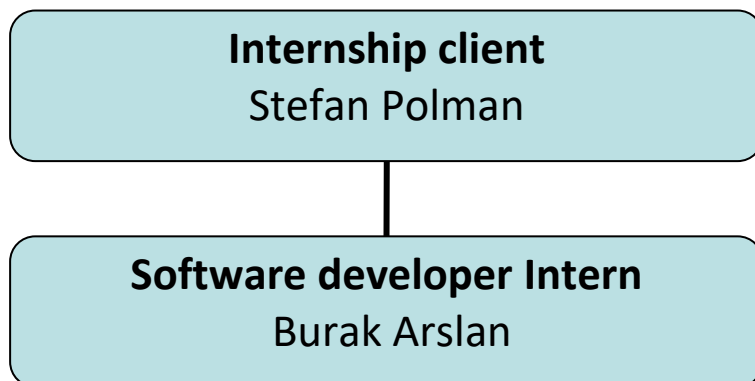 Internship client
Stefan Polman
Software developer Intern
Burak Arslan